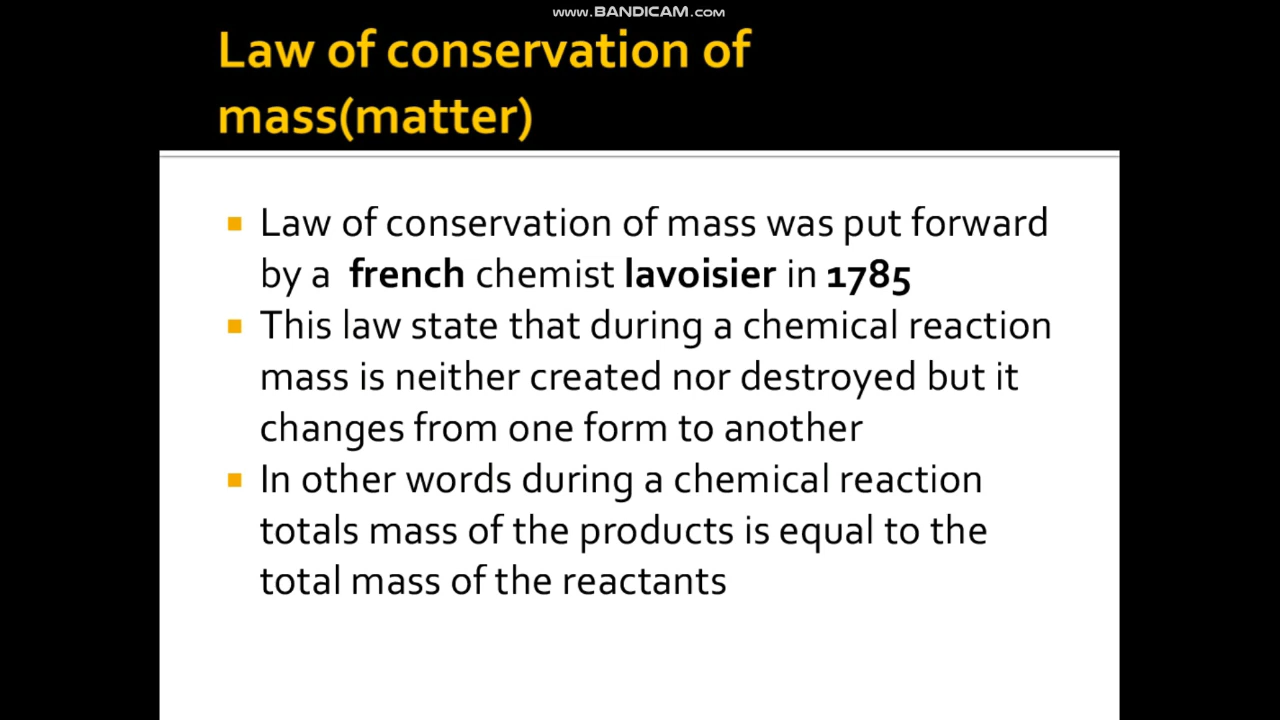 www.BANDICAM.com
Law of conservation of
mass(matter)
Law of conservation of mass was put forward
by a french chemist lavoisier in 1785
This law state that during a chemical reaction
mass is neither created nor destroyed but it
changes from one form to another
In other words during a chemical reaction
totals mass of the products is equal to the
total mass of the reactants